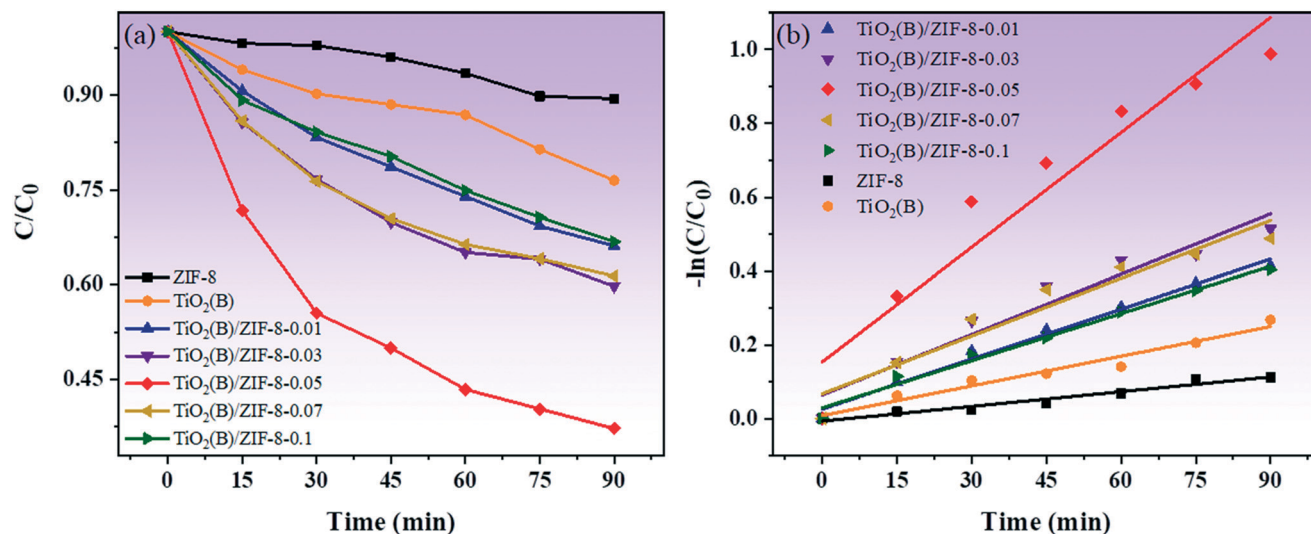 (a)
C/C₀
0.90
0.75
0.60
0.45
ZIF-8
TiO₂(B)
TiO₂(B)/ZIF-8-0.01
TiO₂(B)/ZIF-8-0.03
TiO₂(B)/ZIF-8-0.05
TiO₂(B)/ZIF-8-0.07
TiO₂(B)/ZIF-8-0.1
0 15 30 45 60 75 90
Time (min)
(b)
-ln(C/C₀)
1.0
0.8
0.6
0.4
0.2
0.0
TiO₂(B)/ZIF-8-0.01
TiO₂(B)/ZIF-8-0.03
TiO₂(B)/ZIF-8-0.05
TiO₂(B)/ZIF-8-0.07
TiO₂(B)/ZIF-8-0.1
ZIF-8
TiO₂(B)
0 15 30 45 60 75 90
Time (min)